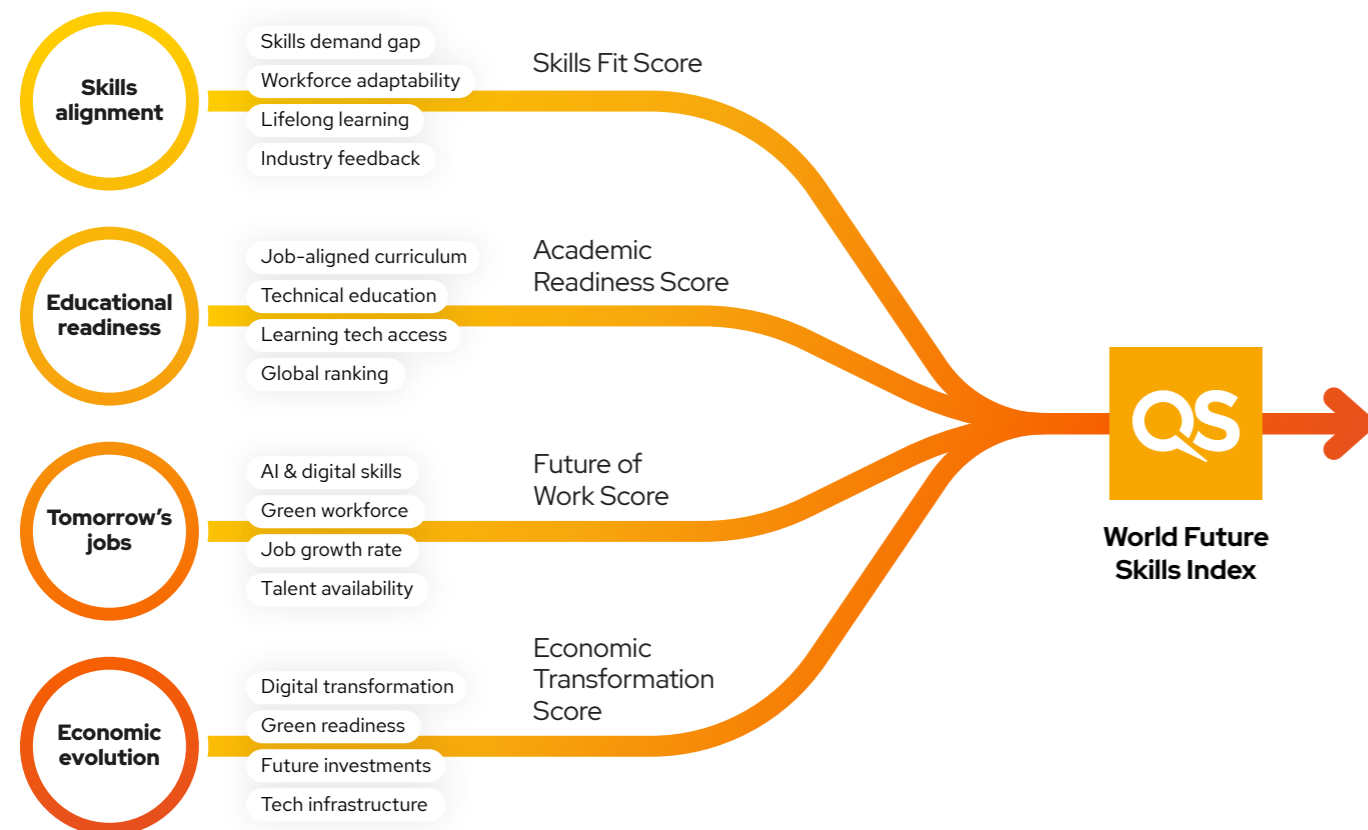 Skills
alignment
Skills demand gap
Workforce adaptability
Lifelong learning
Industry feedback
Skills Fit Score
Educational
readiness
Job-aligned curriculum
Technical education
Learning tech access
Global ranking
Academic
Readiness Score
Tomorrow’s
jobs
AI & digital skills
Green workforce
Job growth rate
Talent availability
Future of
Work Score
Economic
evolution
Digital transformation
Green readiness
Future investments
Tech infrastructure
Economic
Transformation
Score
QS
World Future
Skills Index